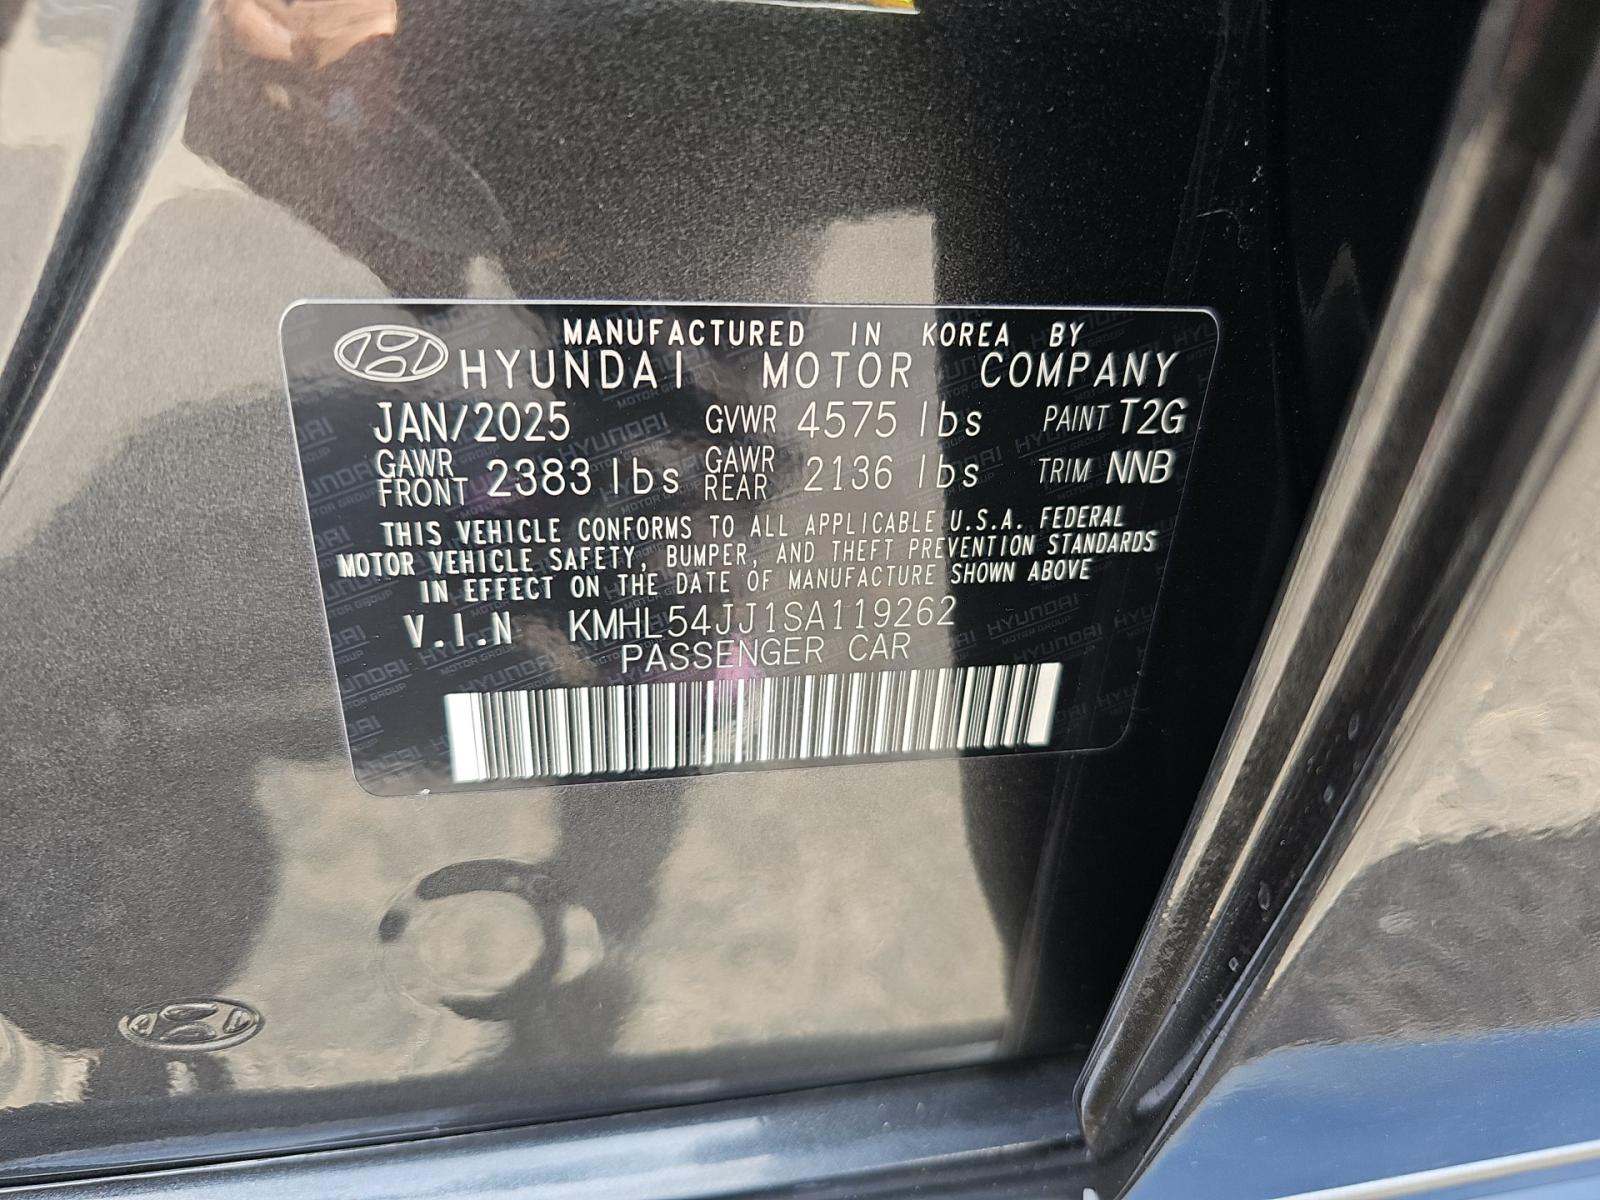 MANUFACTURED IN KOREA BY
HYUNDAI MOTOR COMPANY
JAN/2025 GVWR 4575 lbs PAINT T2G
GAWR FRONT 2383 lbs GAWR REAR 2136 lbs TRIM NNB
THIS VEHICLE CONFORMS TO ALL APPLICABLE U.S.A. FEDERAL
MOTOR VEHICLE SAFETY, BUMPER, AND THEFT PREVENTION STANDARDS
IN EFFECT ON THE DATE OF MANUFACTURE SHOWN ABOVE
V.I.N KMHL54JJ1SA119262
PASSENGER CAR